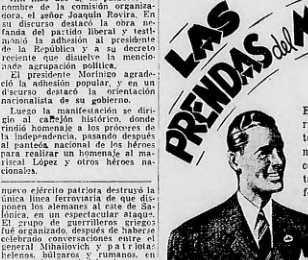 nombre de la comisión organiza-
dora, el señor Joaquín Rovira. En
su discurso destacó la obra ne-
fanda del partido liberal y testi-
monió la adhesión al presidente
de la República y a su decreto
reciente que disuelve la mencio-
nada agrupación política.
El presidente Morínigo agrade-
ció la adhesión popular, y en un
discurso destacó la orientación
nacionalista de su gobierno.
Luego la manifestación se diri-
gió al callejón histórico, donde
rindió homenaje a los próceres de
la independencia, pasando después
al panteón nacional de los héroes
para realizar un homenaje al ma-
riscal López y otros héroes na-
cionales.
nuevo ejército patriota destruyó la
única línea ferroviaria de que dis-
ponen los alemanes al este de Sa-
lónica, en un espectacular ataque.
El grupo de guerrilleros griegos
fué organizado, después de haberse
celebrado conversaciones entre el
general Mihailovich y patriotas
helenos, búlgaros y rumanos, en
LAS
PRENDAS del